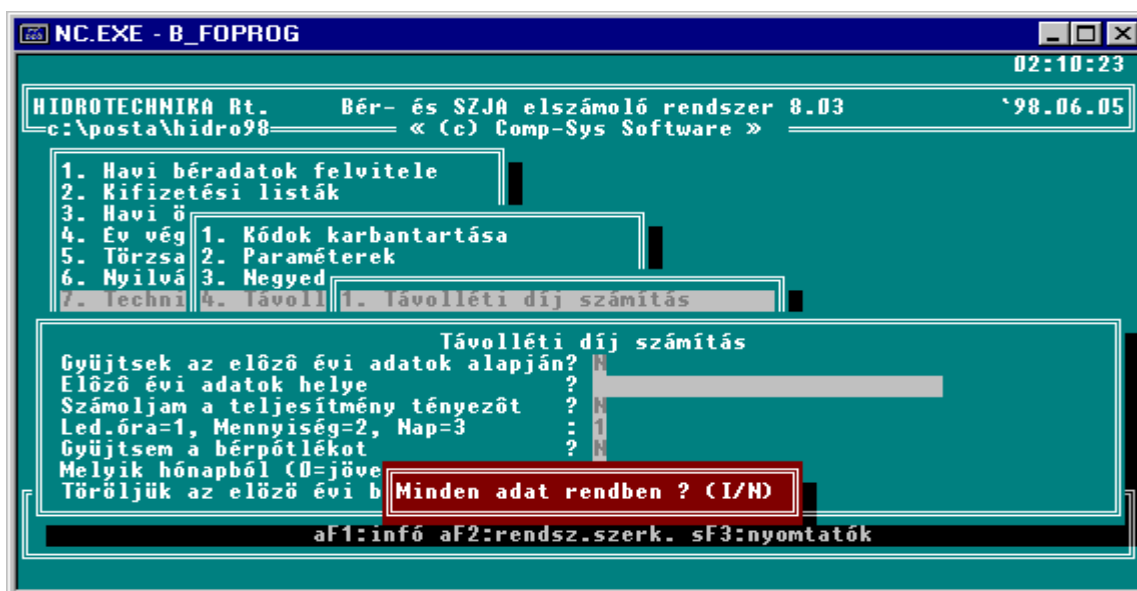 NC.EXE - B_FOPROG
02:10:23
HIDROTECHNIKA Rt. Bér- és SZJA elszámoló rendszer 8.03 `98.06.05
c:\posta\hidro98 « (c) Comp-Sys Software »
1. Havi béradatok felvitele
2. Kifizetési listák
3. Havi ö
4. Év vég
5. Törzsa
6. Nyilvá
7. Techni
1. Kódok karbantartása
2. Paraméterek
3. Negyed
4. Távoll
1. Távolléti díj számítás
Távolléti díj számítás
Gyüjtsek az elôzô évi adatok alapján? N
Elôzô évi adatok helye ?
Számoljam a teljesítmény tényezôt ? N
Led.óra=1, Mennyiség=2, Nap=3 : 1
Gyüjtsem a bérpótlékot ? N
Melyik hónapból (0=jöve
Töröljük az elözö évi b
Minden adat rendben ? (I/N)
aF1:infó aF2:rendsz.szerk. sF3:nyomtatók